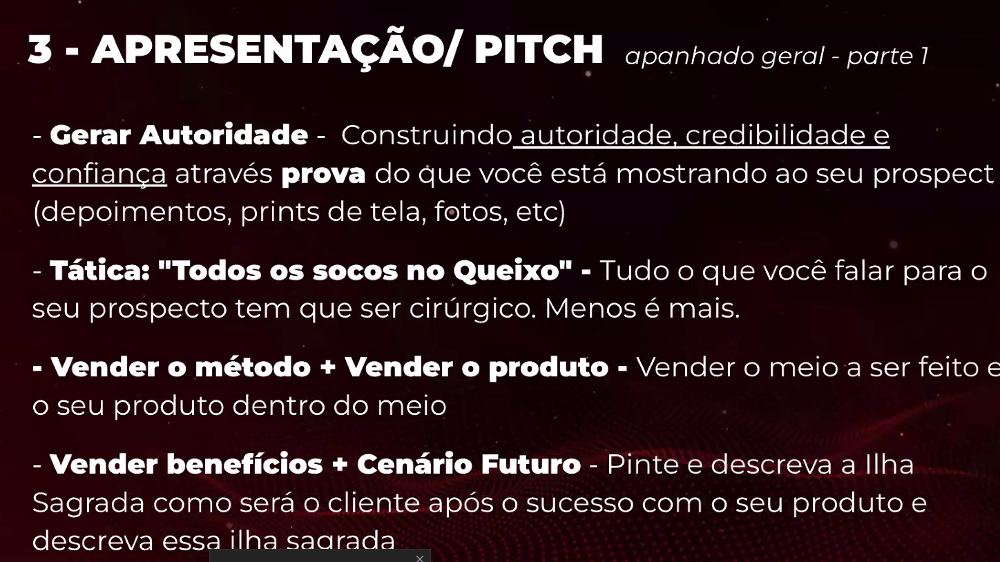 3 - APRESENTAÇÃO/ PITCH apanhado geral - parte 1
- Gerar Autoridade - Construindo autoridade, credibilidade e
confiança através prova do que você está mostrando ao seu prospect
(depoimentos, prints de tela, fotos, etc)
- Tática: "Todos os socos no Queixo" - Tudo o que você falar para o
seu prospecto tem que ser cirúrgico. Menos é mais.
- Vender o método + Vender o produto - Vender o meio a ser feito e
o seu produto dentro do meio
- Vender benefícios + Cenário Futuro - Pinte e descreva a Ilha
Sagrada como será o cliente após o sucesso com o seu produto e
descreva essa ilha sagrada